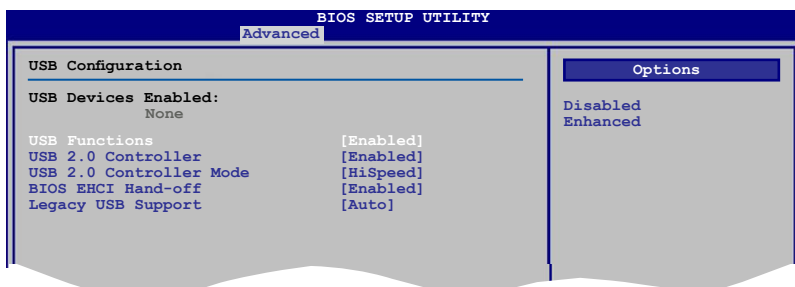 BIOS SETUP UTILITY
Advanced
USB Configuration
USB Devices Enabled:
None
USB Functions [Enabled]
USB 2.0 Controller [Enabled]
USB 2.0 Controller Mode [HiSpeed]
BIOS EHCI Hand-off [Enabled]
Legacy USB Support [Auto]
Options
Disabled
Enhanced